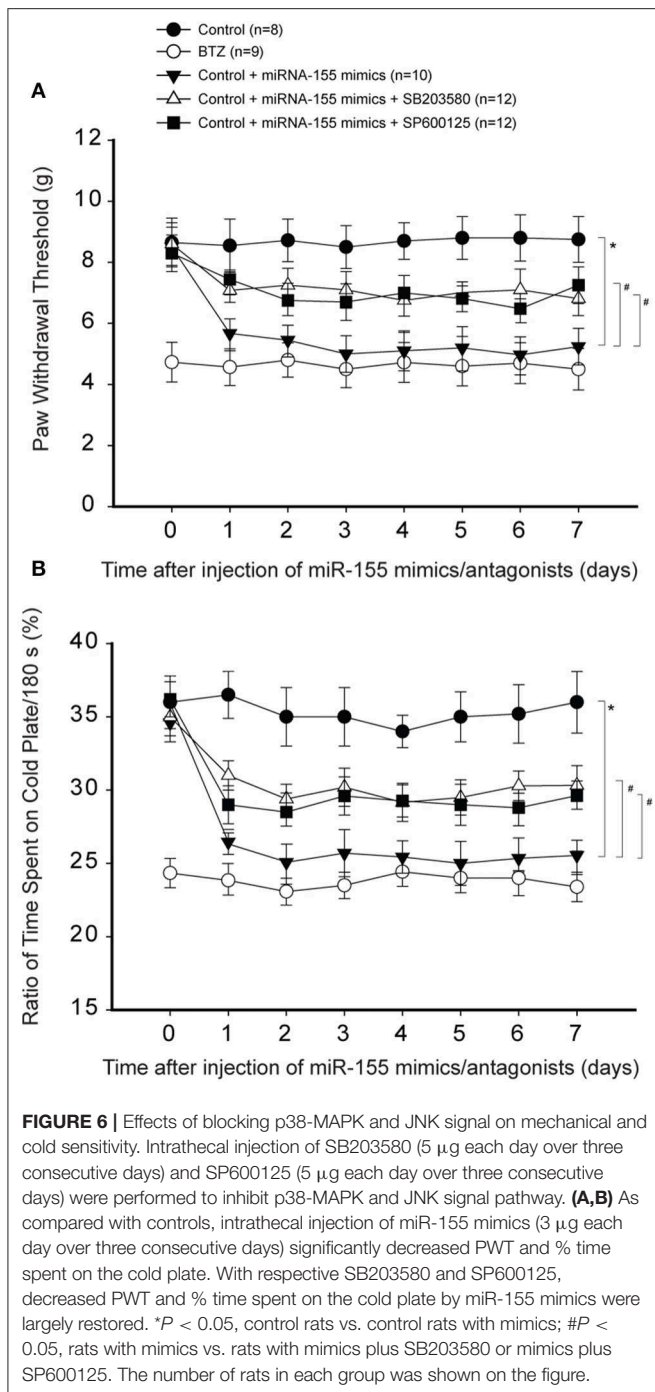 Control (n=8)
BTZ (n=9)
Control + miRNA-155 mimics (n=10)
Control + miRNA-155 mimics + SB203580 (n=12)
Control + miRNA-155 mimics + SP600125 (n=12)
A
Paw Withdrawal Threshold (g)
12
10
8
6
4
2
0
*
#
#
0 1 2 3 4 5 6 7
Time after injection of miR-155 mimics/antagonists (days)
B
Ratio of Time Spent on Cold Plate/180 s (%)
40
35
30
25
20
15
*
#
#
0 1 2 3 4 5 6 7
Time after injection of miR-155 mimics/antagonists (days)
FIGURE 6 | Effects of blocking p38-MAPK and JNK signal on mechanical and
cold sensitivity. Intrathecal injection of SB203580 (5 μg each day over three
consecutive days) and SP600125 (5 μg each day over three consecutive
days) were performed to inhibit p38-MAPK and JNK signal pathway. (A,B) As
compared with controls, intrathecal injection of miR-155 mimics (3 μg each
day over three consecutive days) significantly decreased PWT and % time
spent on the cold plate. With respective SB203580 and SP600125,
decreased PWT and % time spent on the cold plate by miR-155 mimics were
largely restored. *P < 0.05, control rats vs. control rats with mimics; #P <
0.05, rats with mimics vs. rats with mimics plus SB203580 or mimics plus
SP600125. The number of rats in each group was shown on the figure.